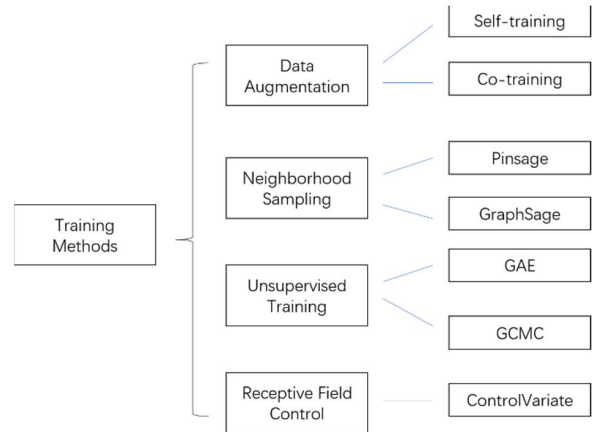 Self-training
Data
Augmentation
Co-training
Pinsage
Neighborhood
Sampling
GraphSage
Training
Methods
GAE
Unsupervised
Training
GCMC
Receptive Field
Control
ControlVariate